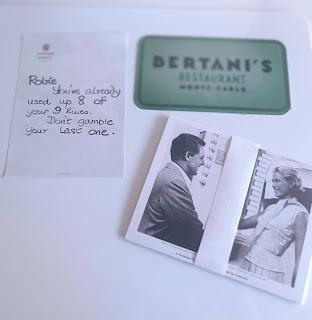 Robie
You've already
used up 8 of
your 9 lives.
Don't gamble
your last one.
BERTANI'S
RESTAURANT
MONTE-CARLO